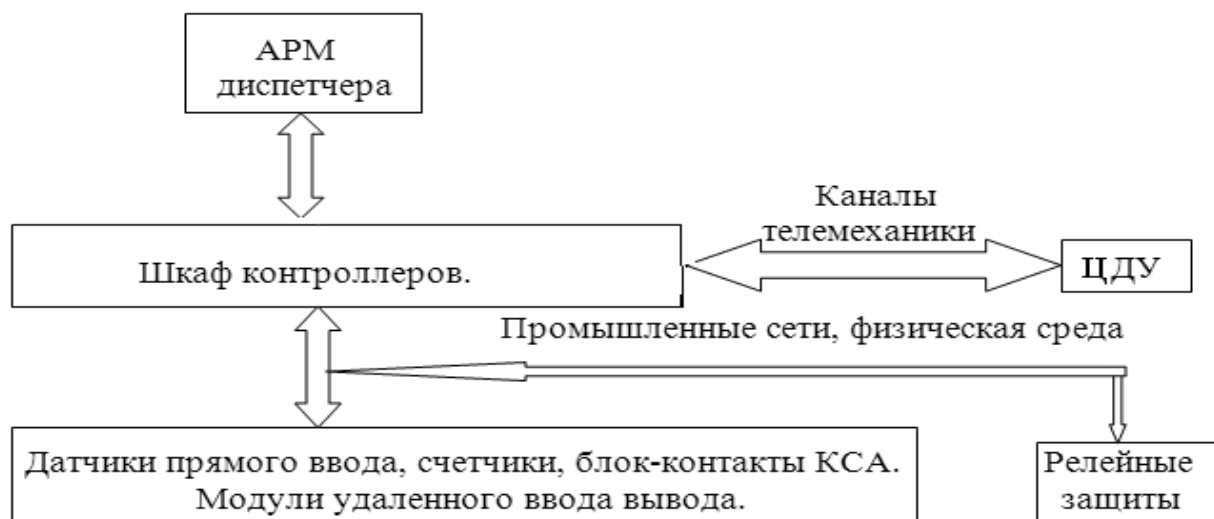 АРМ
диспетчера
Каналы
телемеханики
Шкаф контроллеров.
ЦДУ
Промышленные сети, физическая среда
Датчики прямого ввода, счетчики, блок-контакты КСА.
Модули удаленного ввода вывода.
Релейные
защиты